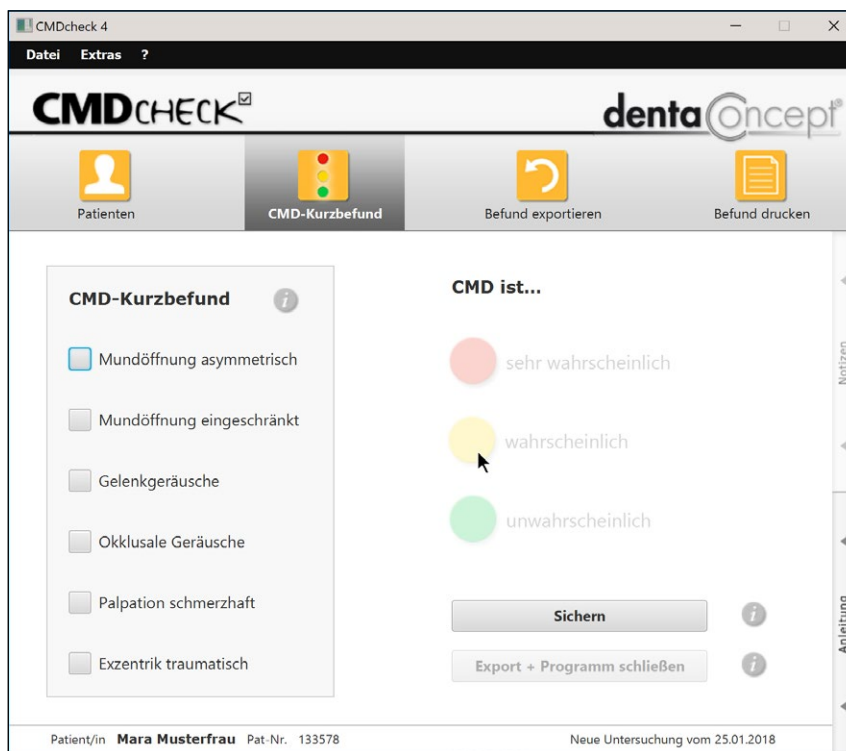 CMDcheck 4
Datei Extras ?
CMDCHECK
dentaConcept®
Patienten
CMD-Kurzbefund
Befund exportieren
Befund drucken
CMD-Kurzbefund
Mundöffnung asymmetrisch
Mundöffnung eingeschränkt
Gelenkgeräusche
Okklusale Geräusche
Palpation schmerzhaft
Exzentrik traumatisch
CMD ist...
sehr wahrscheinlich
wahrscheinlich
unwahrscheinlich
Sichern
Export + Programm schließen
Notizen
Anleitung
Patient/in Mara Musterfrau Pat-Nr. 133578
Neue Untersuchung vom 25.01.2018